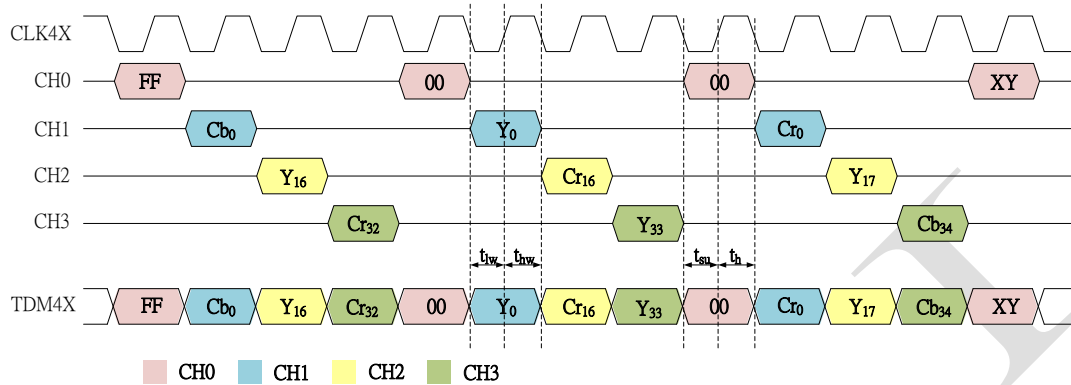 CLK4X
CH0 FF 00 00 XY
CH1 Cb0 Y0 Cr0
CH2 Y16 Cr16 Y17
CH3 Cr32 Y33 Cb34
tlw thw tsu th
TDM4X FF Cb0 Y16 Cr32 00 Y0 Cr16 Y33 00 Cr0 Y17 Cb34 XY
CH0 CH1 CH2 CH3